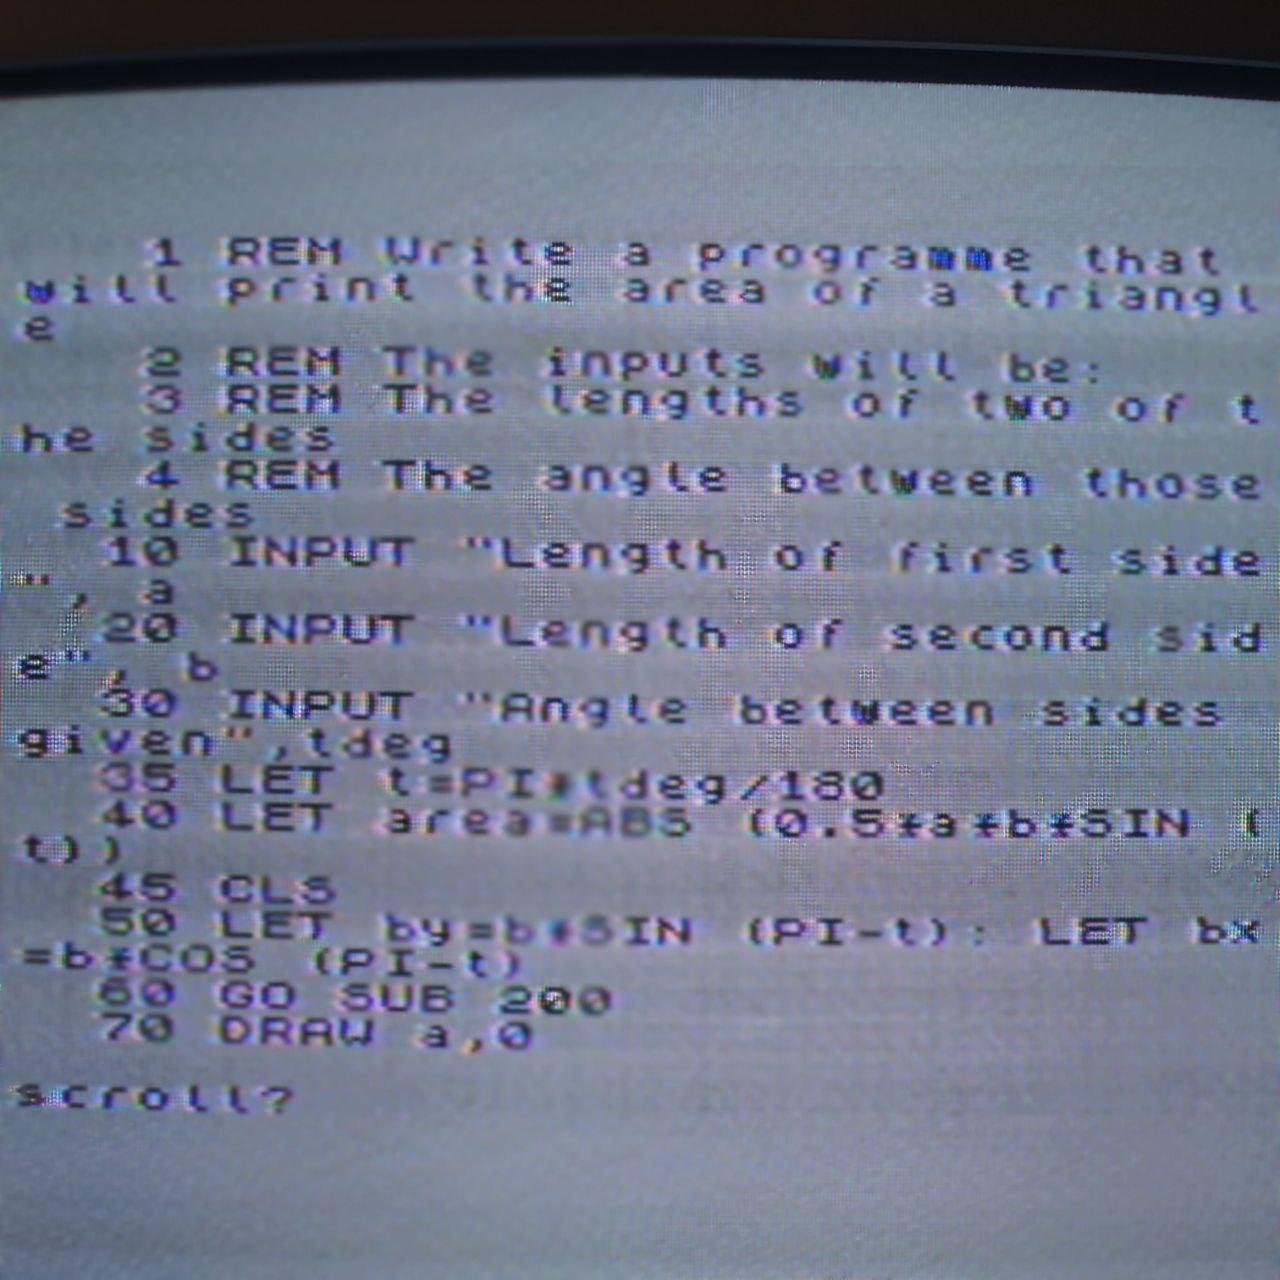 1 REM Write a programme that
will print the area of a triangl
e
2 REM The inputs will be:
3 REM The lengths of two of t
he sides
4 REM The angle between those
sides
10 INPUT "Length of first side
", a
20 INPUT "Length of second sid
e", b
30 INPUT "Angle between sides
given",tdeg
35 LET t=PI*tdeg/180
40 LET area=ABS (0.5*a*b*SIN (
t))
45 CLS
50 LET by=b*SIN (PI-t): LET bx
=b*COS (PI-t)
60 GO SUB 200
70 DRAW a,0
scroll?